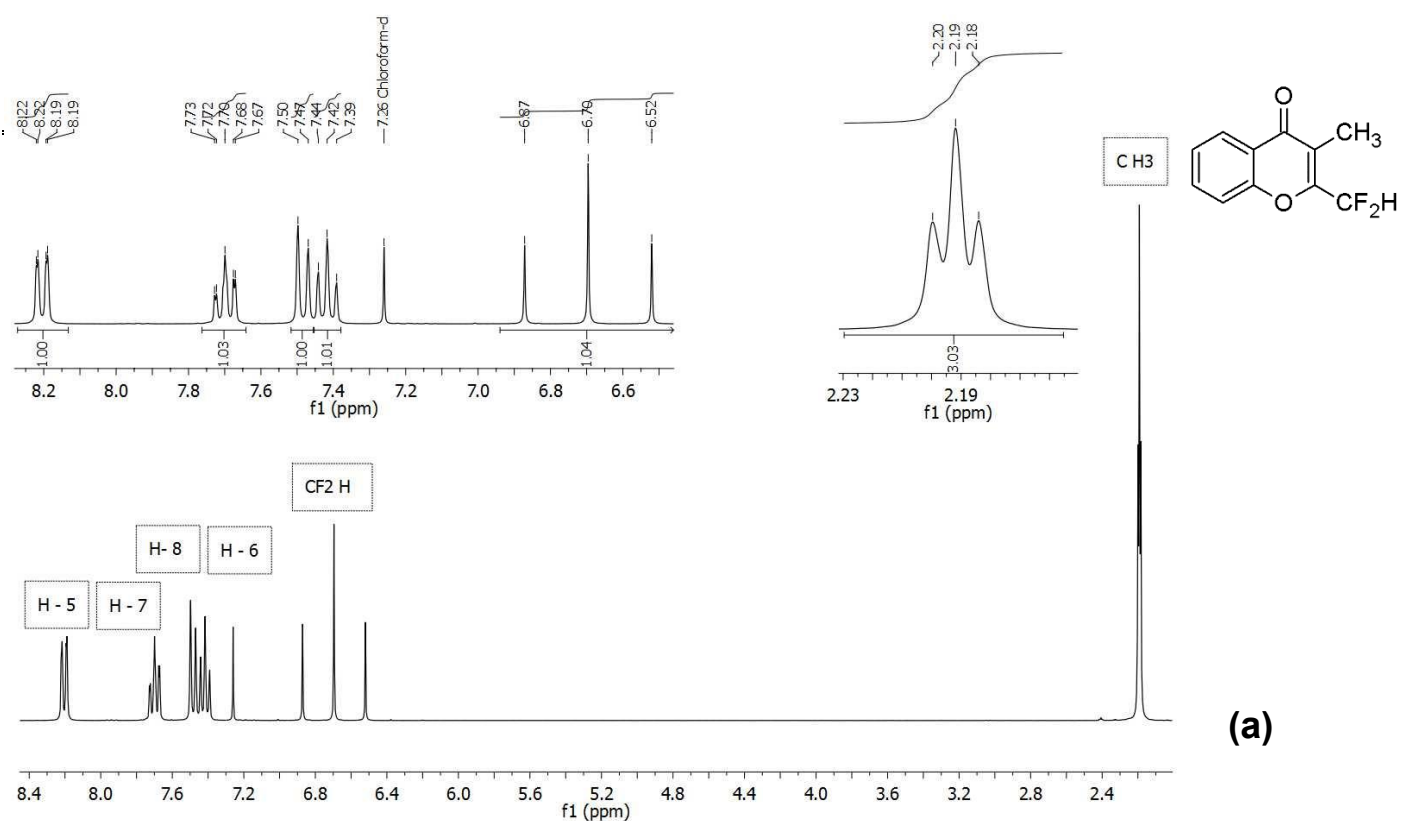 8.22
8.22
8.19
8.19
7.73
7.72
7.70
7.68
7.67
7.50
7.47
7.44
7.42
7.39
7.26 Chloroform-d
6.87
6.70
6.52
1.00
1.03
1.00
1.01
1.04
8.2 8.0 7.8 7.6 7.4 7.2 7.0 6.8 6.6
f1 (ppm)
2.20
2.19
2.18
3.03
2.23 2.19
f1 (ppm)
C H3
O
CH3
O
CF2H
CF2 H
H- 8
H - 6
H - 5
H - 7
(a)
8.4 8.0 7.6 7.2 6.8 6.4 6.0 5.6 5.2 4.8 4.4 4.0 3.6 3.2 2.8 2.4
f1 (ppm)